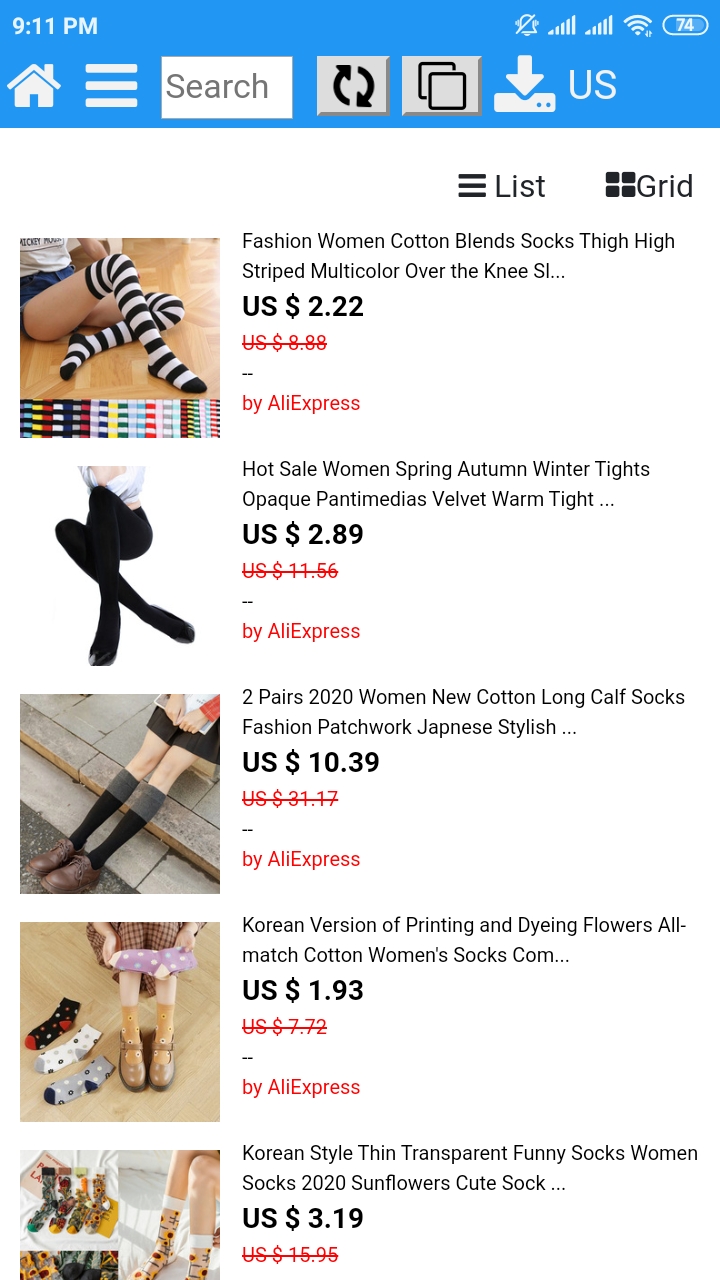 9:11 PM
74
Search
US
List
Grid
MICKEY MOUSE
Fashion Women Cotton Blends Socks Thigh High
Striped Multicolor Over the Knee Sl...
US $ 2.22
US $ 8.88
--
by AliExpress
Hot Sale Women Spring Autumn Winter Tights
Opaque Pantimedias Velvet Warm Tight ...
US $ 2.89
US $ 11.56
--
by AliExpress
2 Pairs 2020 Women New Cotton Long Calf Socks
Fashion Patchwork Japnese Stylish ...
US $ 10.39
US $ 31.17
--
by AliExpress
Korean Version of Printing and Dyeing Flowers All-
match Cotton Women's Socks Com...
US $ 1.93
US $ 7.72
--
by AliExpress
Korean Style Thin Transparent Funny Socks Women
Socks 2020 Sunflowers Cute Sock ...
US $ 3.19
US $ 15.95